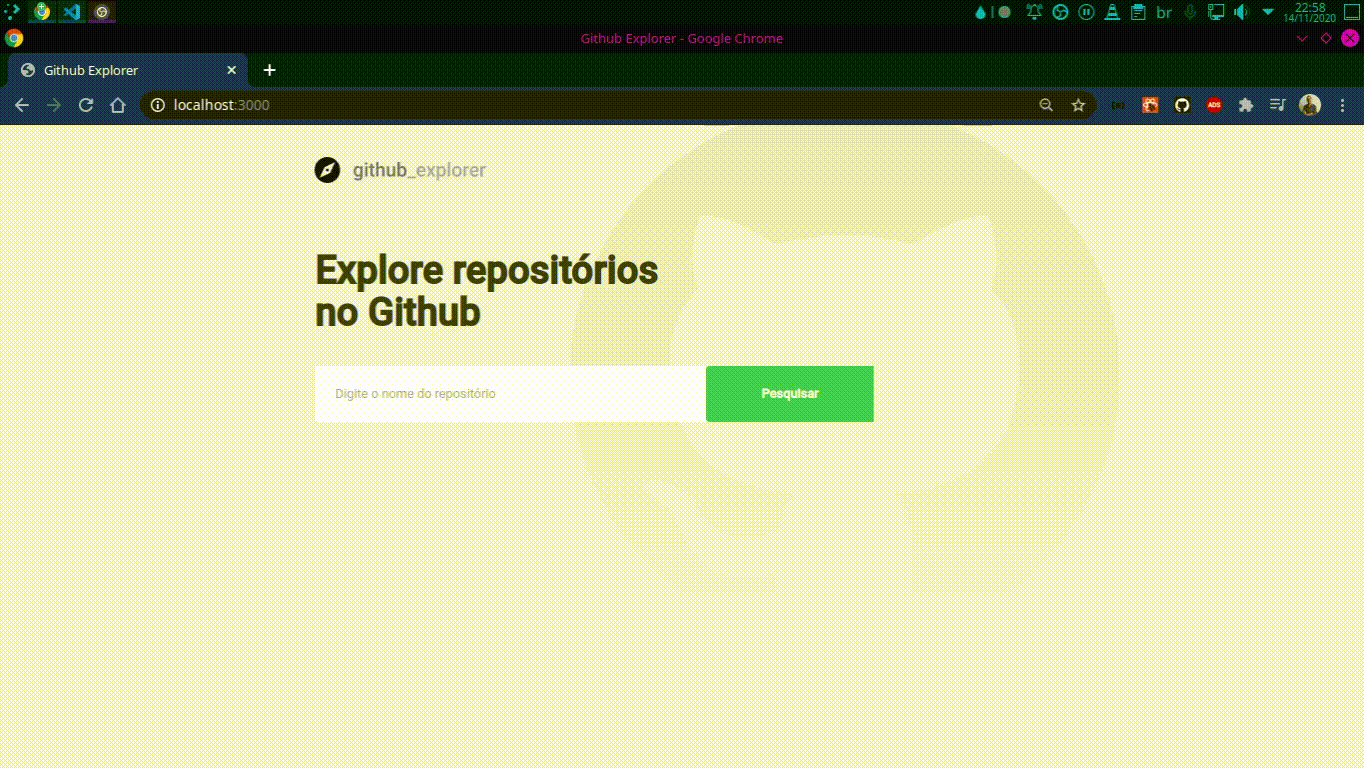 br
22:58
14/11/2020
Github Explorer - Google Chrome
Github Explorer
localhost:3000
ADS
github_explorer
Explore repositórios
no Github
Digite o nome do repositório
Pesquisar